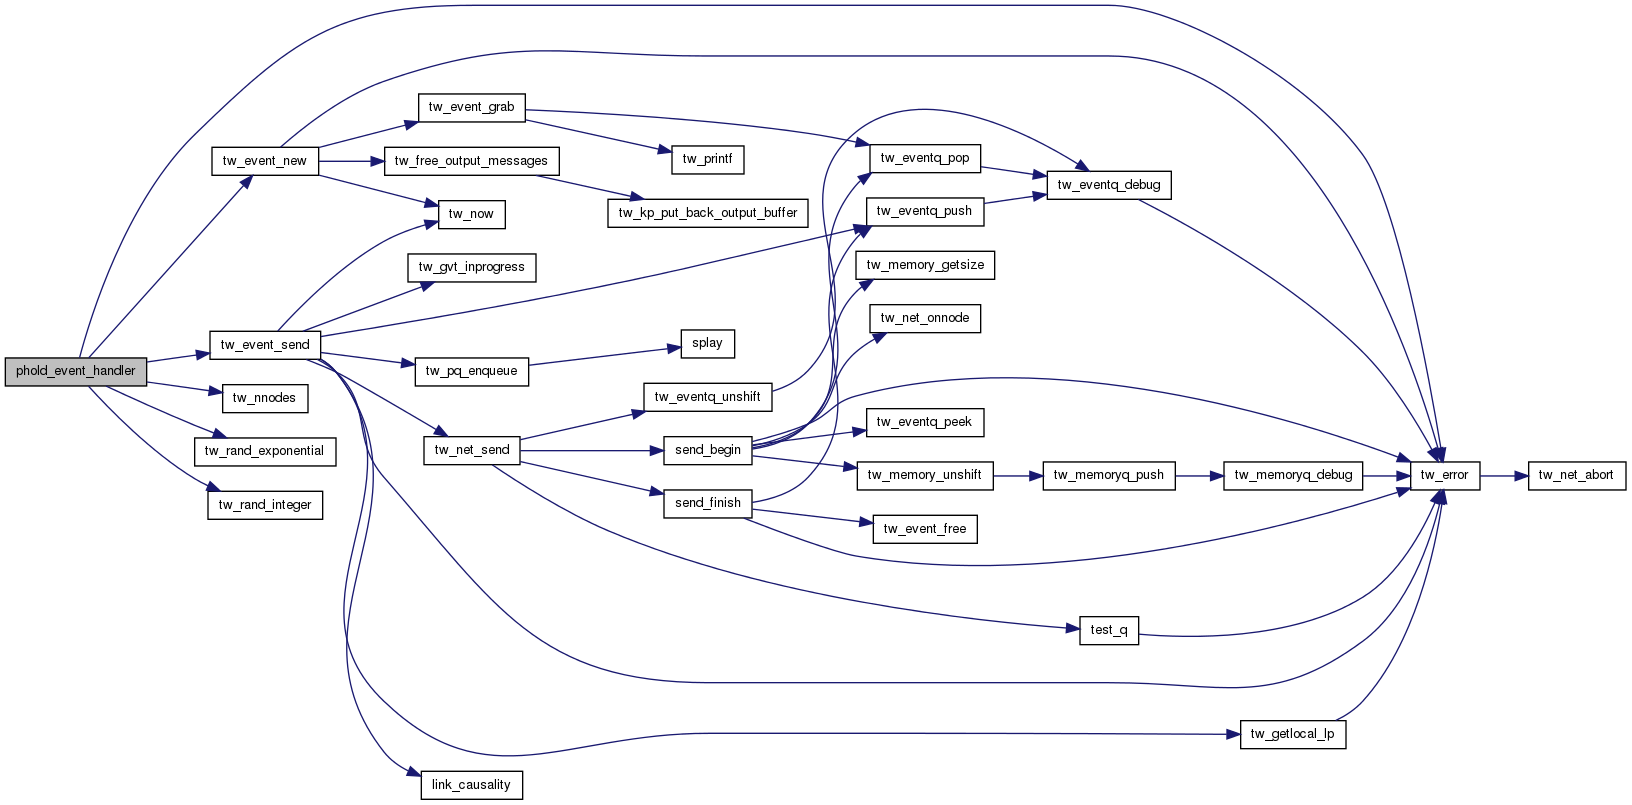 phold_event_handler
tw_event_new
tw_event_send
tw_nnodes
tw_rand_exponential
tw_rand_integer
tw_event_grab
tw_free_output_messages
tw_now
tw_gvt_inprogress
tw_pq_enqueue
tw_net_send
link_causality
tw_printf
tw_kp_put_back_output_buffer
splay
tw_eventq_unshift
send_begin
send_finish
tw_eventq_pop
tw_eventq_push
tw_memory_getsize
tw_net_onnode
tw_eventq_peek
tw_memory_unshift
tw_event_free
tw_eventq_debug
tw_memoryq_push
test_q
tw_memoryq_debug
tw_getlocal_lp
tw_error
tw_net_abort